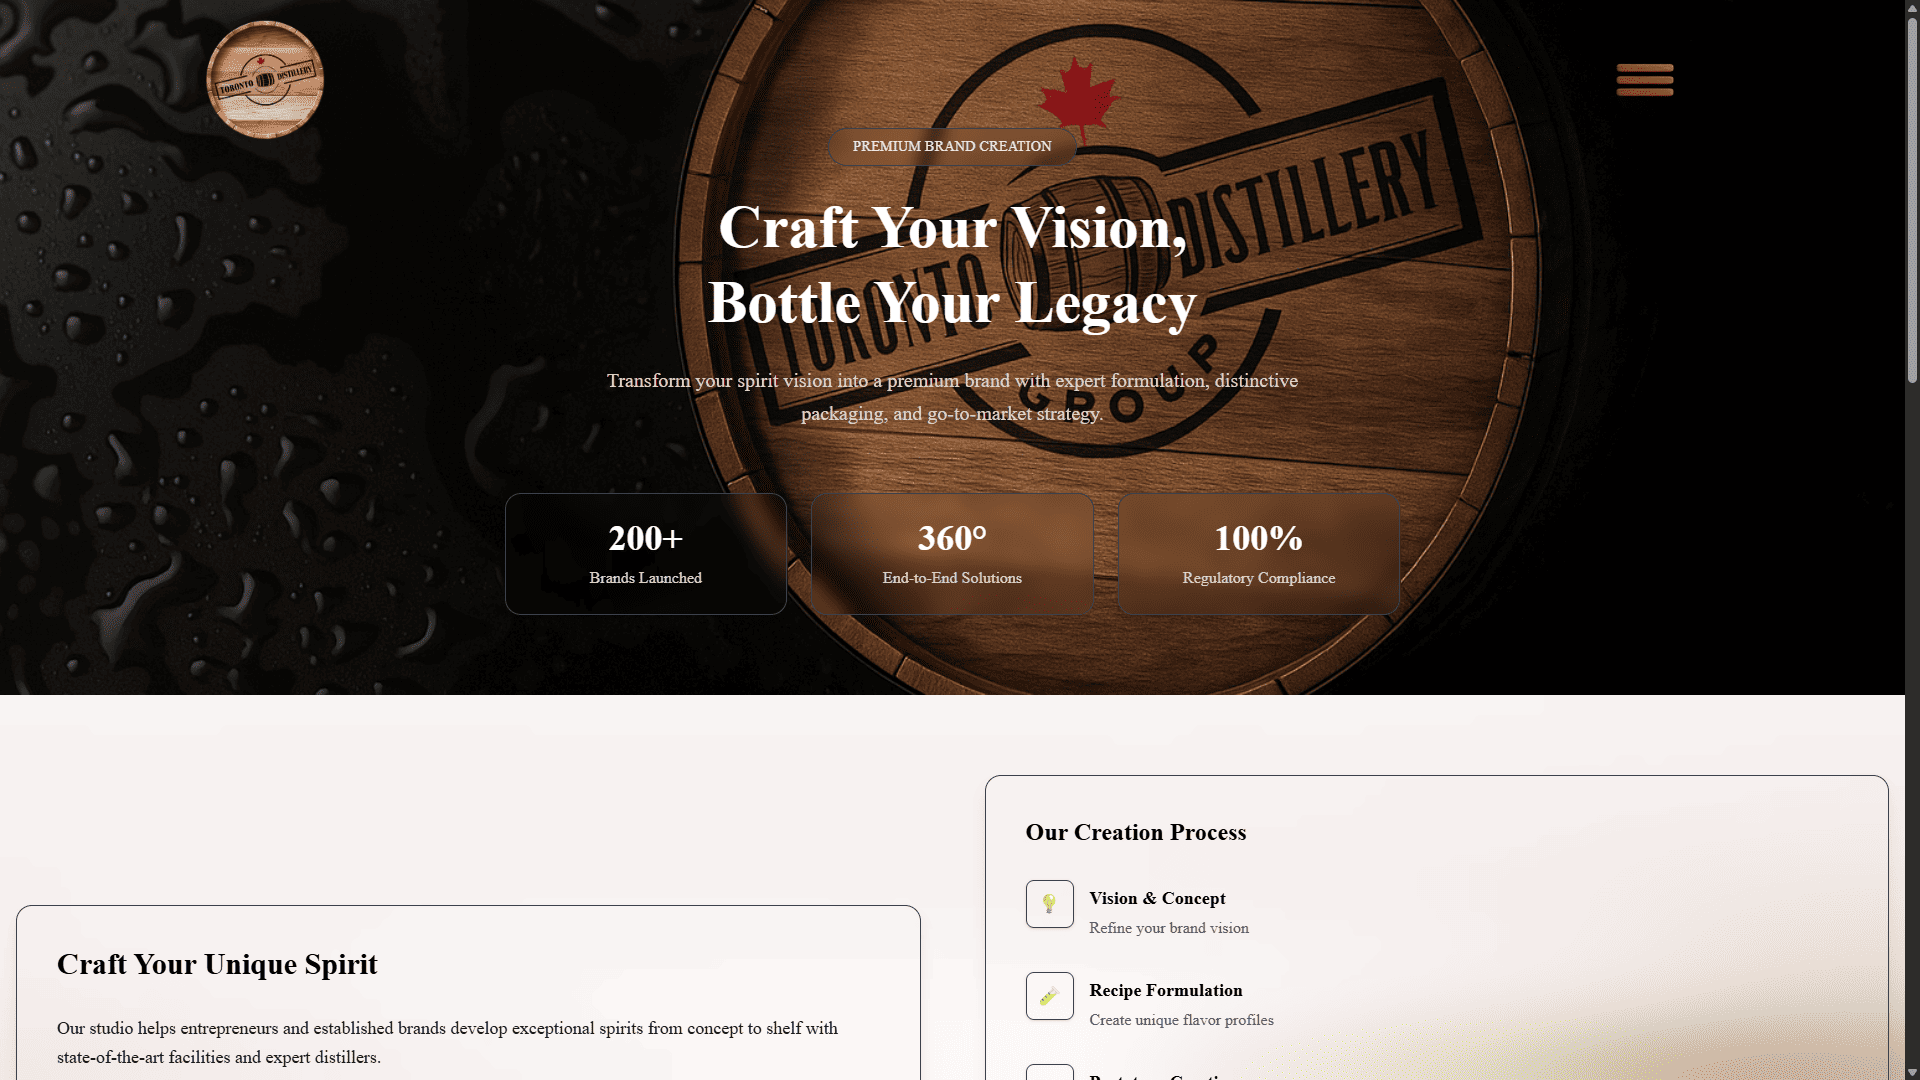 TORONTO DISTILLERY
PREMIUM BRAND CREATION
TORONTO DISTILLERY
GROUP
Craft Your Vision,
Bottle Your Legacy
Transform your spirit vision into a premium brand with expert formulation, distinctive
packaging, and go-to-market strategy.
200+
Brands Launched
360°
End-to-End Solutions
100%
Regulatory Compliance
Craft Your Unique Spirit
Our studio helps entrepreneurs and established brands develop exceptional spirits from concept to shelf with
state-of-the-art facilities and expert distillers.
Our Creation Process
Vision & Concept
Refine your brand vision
Recipe Formulation
Create unique flavor profiles